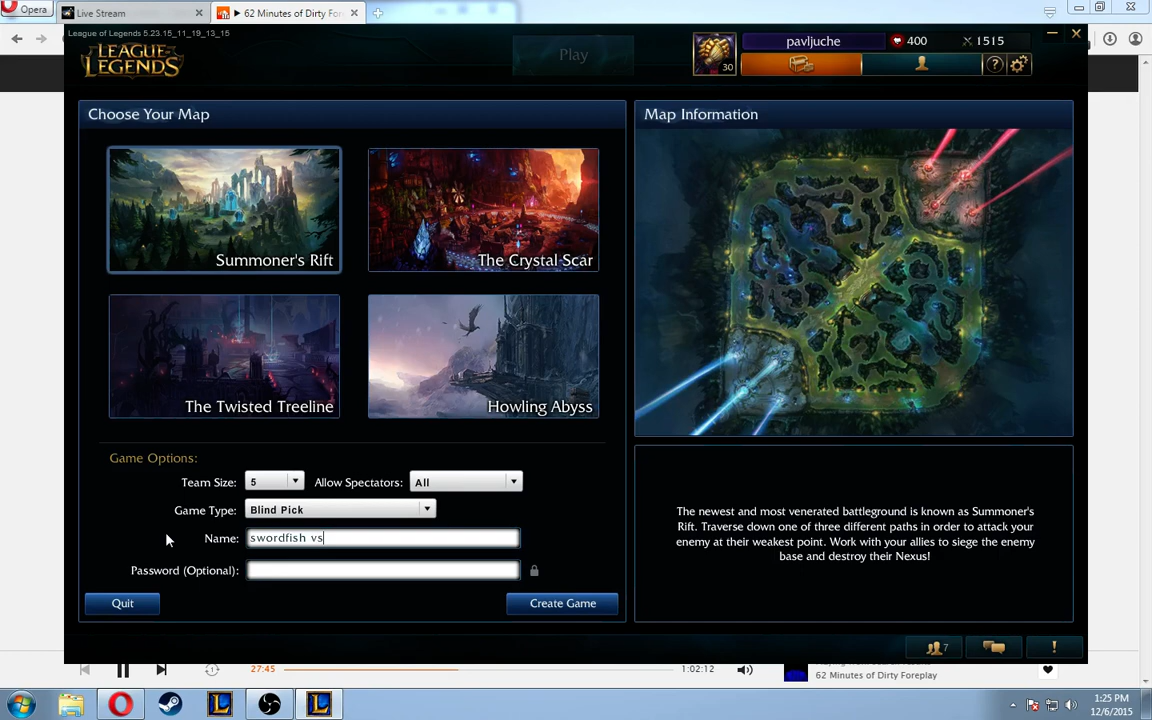 Opera
Live Stream
62 Minutes of Dirty Fore
League of Legends 5.23.15_11_19_13_15
LEAGUE of LEGENDS
Play
30
pavljuche
400
1515
Choose Your Map
Map Information
Summoner's Rift
The Crystal Scar
The Twisted Treeline
Howling Abyss
Game Options:
Team Size:
5
Allow Spectators:
All
Game Type:
Blind Pick
Name:
swordfish vs
Password (Optional):
Quit
Create Game
The newest and most venerated battleground is known as Summoner's
Rift. Traverse down one of three different paths in order to attack your
enemy at their weakest point. Work with your allies to siege the enemy
base and destroy their Nexus!
7
27:45
1:02:12
62 Minutes of Dirty Foreplay
1:25 PM
12/6/2015